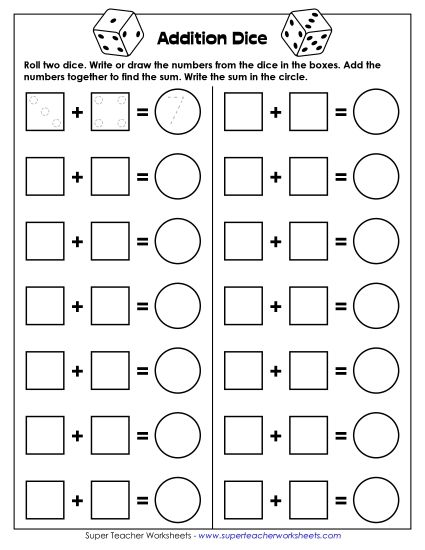 Addition Dice
Roll two dice. Write or draw the numbers from the dice in the boxes. Add the
numbers together to find the sum. Write the sum in the circle.
+ = 7 + =
+ = + =
+ = + =
+ = + =
+ = + =
+ = + =
+ = + =
Super Teacher Worksheets - www.superteacherworksheets.com